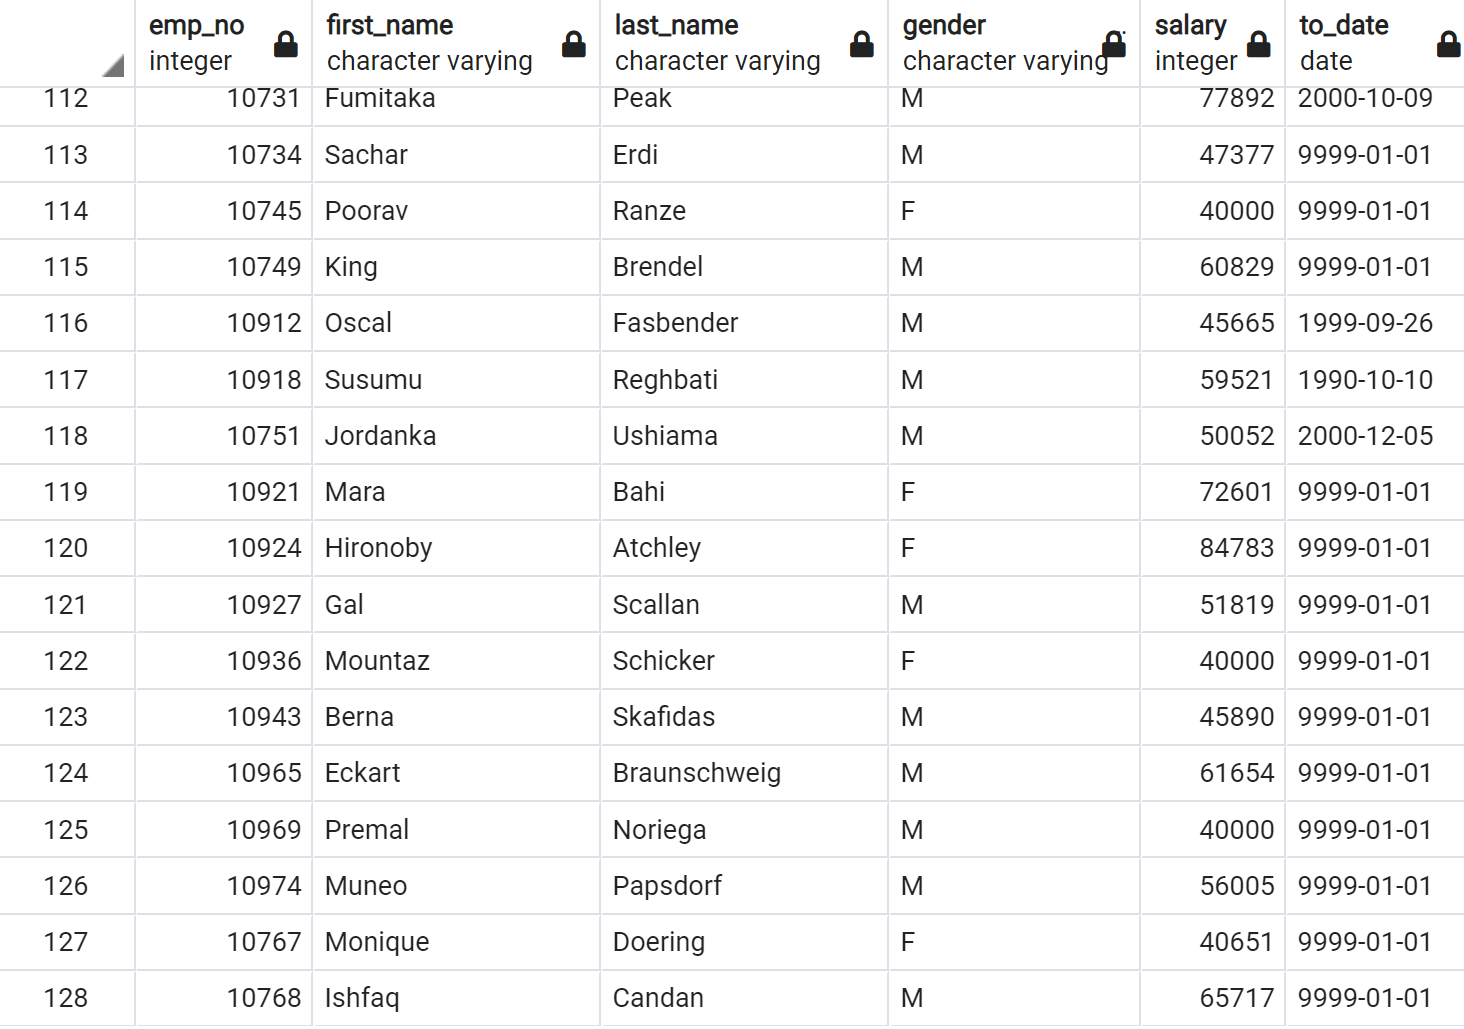 emp_no first_name last_name gender salary to_date
integer character varying character varying character varying integer date
112 10731 Fumitaka Peak M 77892 2000-10-09
113 10734 Sachar Erdi M 47377 9999-01-01
114 10745 Poorav Ranze F 40000 9999-01-01
115 10749 King Brendel M 60829 9999-01-01
116 10912 Oscal Fasbender M 45665 1999-09-26
117 10918 Susumu Reghbati M 59521 1990-10-10
118 10751 Jordanka Ushiama M 50052 2000-12-05
119 10921 Mara Bahi F 72601 9999-01-01
120 10924 Hironoby Atchley F 84783 9999-01-01
121 10927 Gal Scallan M 51819 9999-01-01
122 10936 Mountaz Schicker F 40000 9999-01-01
123 10943 Berna Skafidas M 45890 9999-01-01
124 10965 Eckart Braunschweig M 61654 9999-01-01
125 10969 Premal Noriega M 40000 9999-01-01
126 10974 Muneo Papsdorf M 56005 9999-01-01
127 10767 Monique Doering F 40651 9999-01-01
128 10768 Ishfaq Candan M 65717 9999-01-01